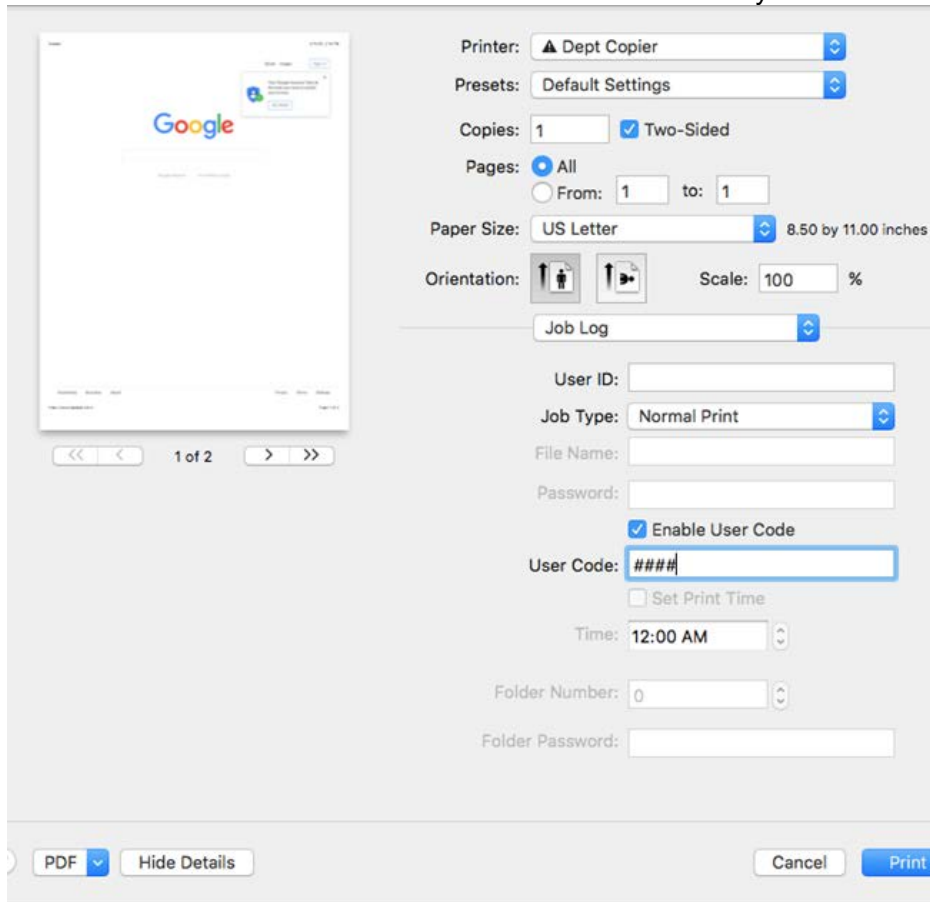 y
Printer: Dept Copier
Presets: Default Settings
Copies: 1 Two-Sided
Pages: All
From: 1 to: 1
Paper Size: US Letter 8.50 by 11.00 inches
Orientation: Scale: 100 %
Job Log
User ID:
Job Type: Normal Print
File Name:
Password:
Enable User Code
User Code: ####
Set Print Time
Time: 12:00 AM
Folder Number: 0
Folder Password:
Google
1 of 2
PDF Hide Details Cancel Print